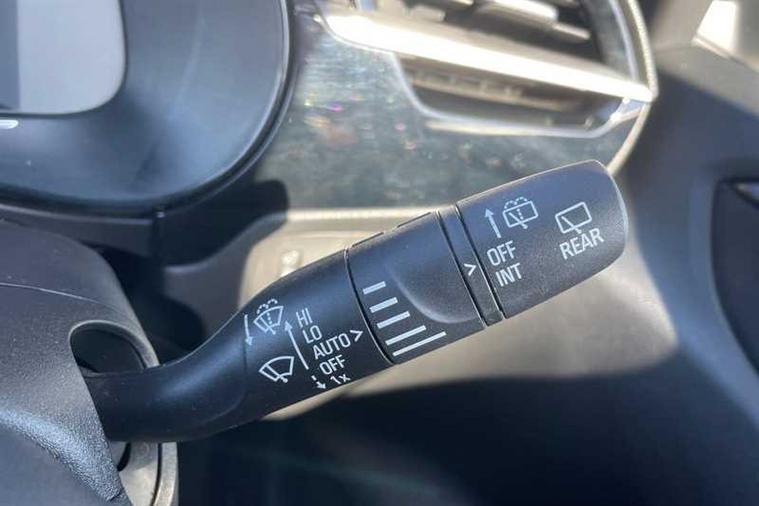 HI
LO
AUTO >
OFF
1x
>
OFF
INT
REAR